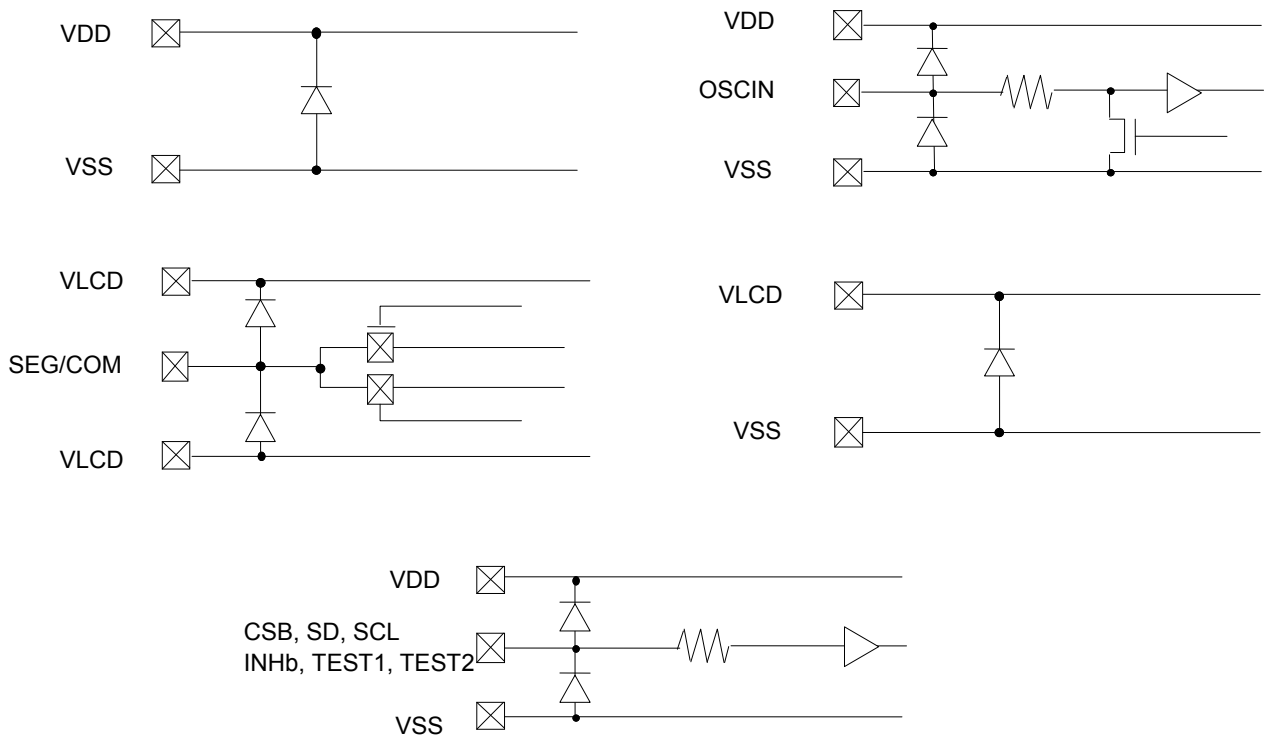 VDD
VSS
VDD
OSCIN
VSS
VLCD
SEG/COM
VLCD
VLCD
VSS
VDD
CSB, SD, SCL
INHb, TEST1, TEST2
VSS